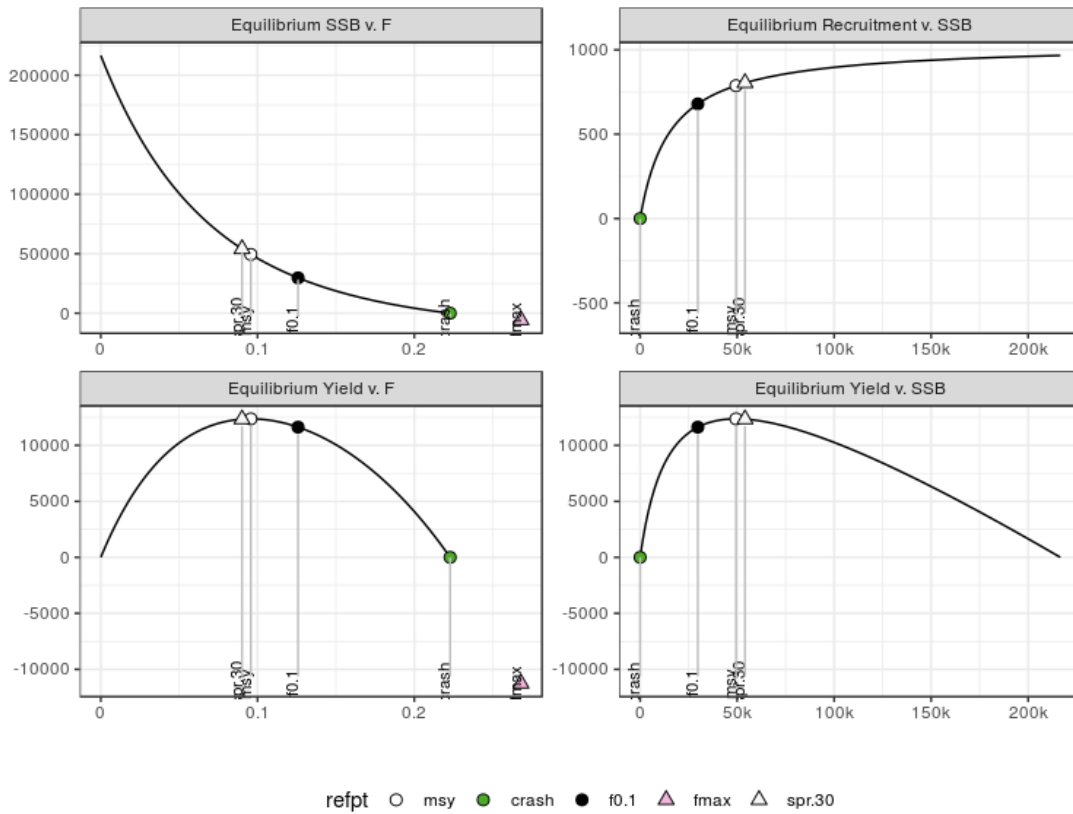 Equilibrium SSB v. F
200000
150000
100000
50000
0
spr.30
msy
f0.1
crash
fmax
0 0.1 0.2
Equilibrium Recruitment v. SSB
1000
500
0
-500
crash
f0.1
msy
spr.30
0 50k 100k 150k 200k
Equilibrium Yield v. F
10000
5000
0
-5000
-10000
spr.30
msy
f0.1
crash
fmax
0 0.1 0.2
Equilibrium Yield v. SSB
10000
5000
0
-5000
-10000
crash
f0.1
msy
spr.30
0 50k 100k 150k 200k
refpt msy crash f0.1 fmax spr.30